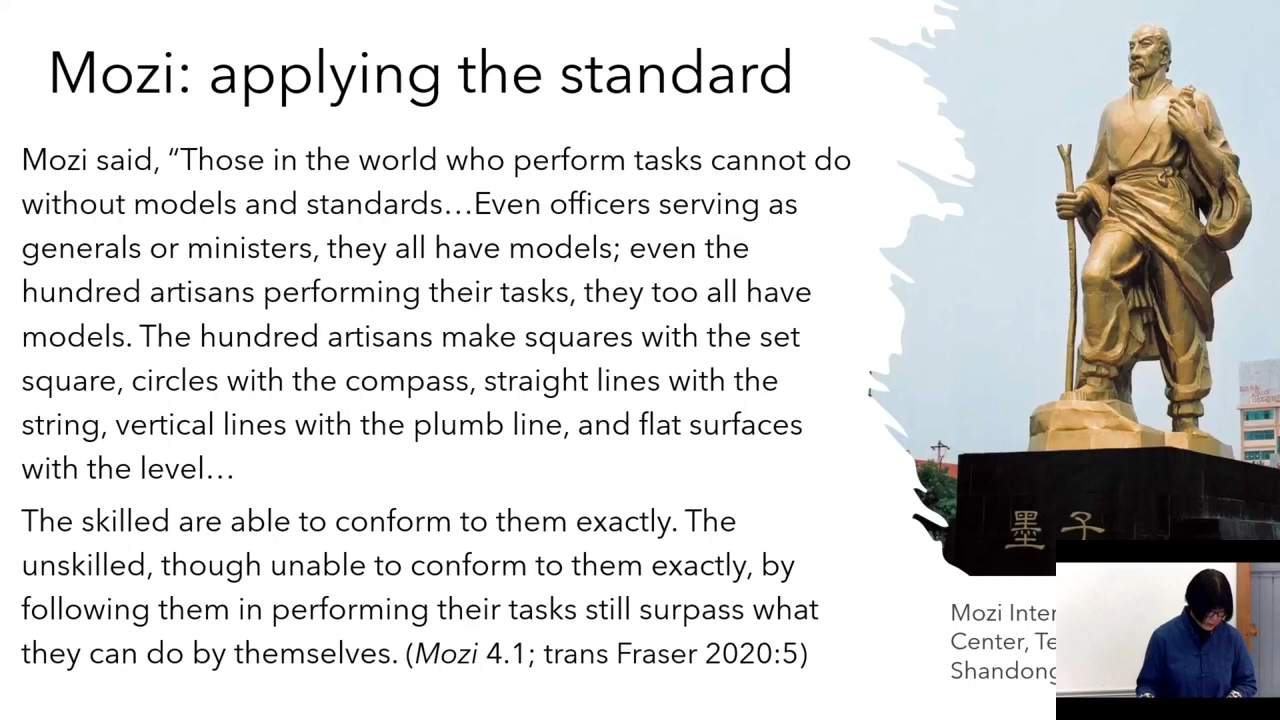 Mozi: applying the standard
Mozi said, “Those in the world who perform tasks cannot do
without models and standards…Even officers serving as
generals or ministers, they all have models; even the
hundred artisans performing their tasks, they too all have
models. The hundred artisans make squares with the set
square, circles with the compass, straight lines with the
string, vertical lines with the plumb line, and flat surfaces
with the level…
The skilled are able to conform to them exactly. The
unskilled, though unable to conform to them exactly, by
following them in performing their tasks still surpass what
they can do by themselves. (Mozi 4.1; trans Fraser 2020:5)
墨子
Mozi
Center,
Shandong